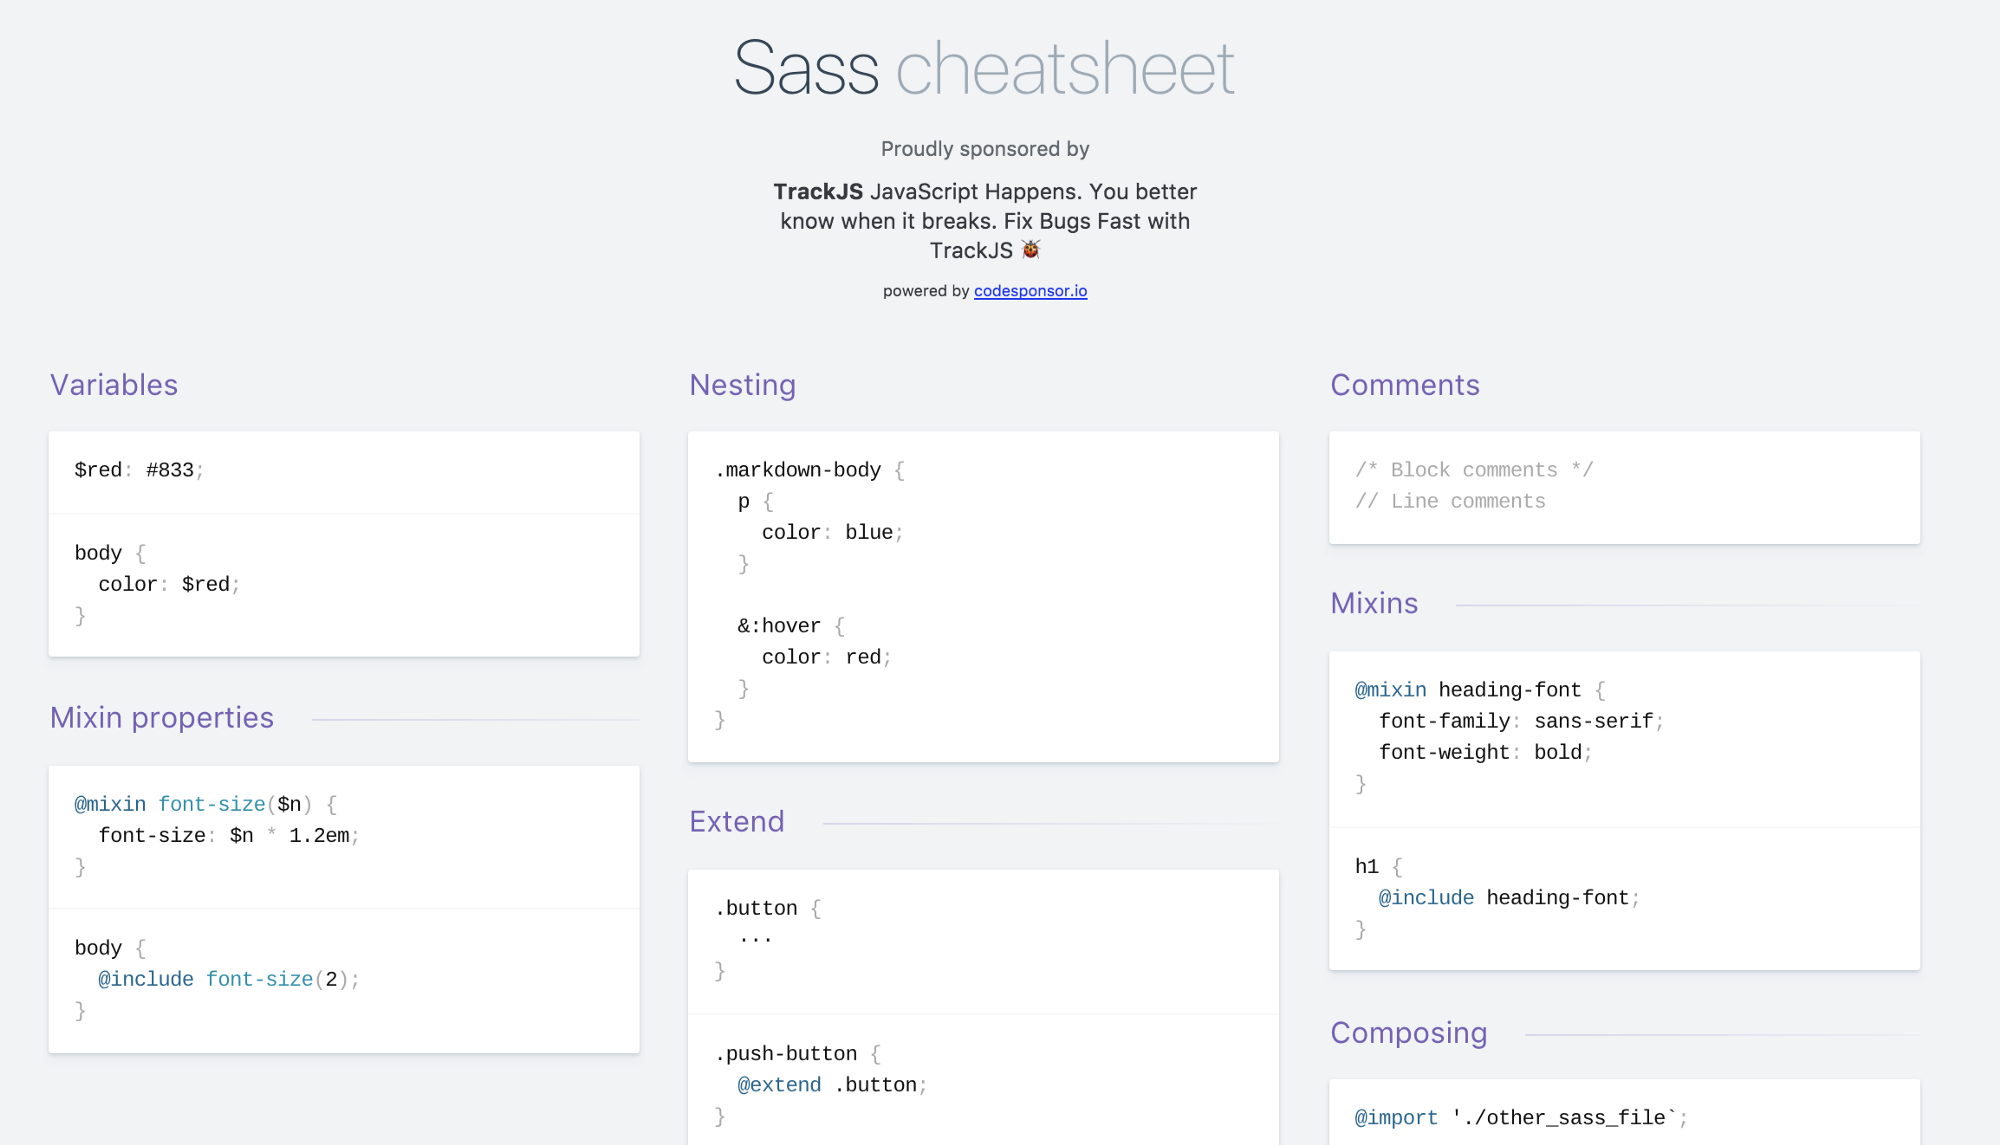 Sass cheatsheet
Proudly sponsored by
TrackJS JavaScript Happens. You better
know when it breaks. Fix Bugs Fast with
TrackJS 🐞
powered by codesponsor.io
Variables
$red: #833;
body {
  color: $red;
}
Mixin properties
@mixin font-size($n) {
  font-size: $n * 1.2em;
}
body {
  @include font-size(2);
}
Nesting
.markdown-body {
  p {
    color: blue;
  }
  &:hover {
    color: red;
  }
}
Extend
.button {
  ...
}
.push-button {
  @extend .button;
}
Comments
/* Block comments */
// Line comments
Mixins
@mixin heading-font {
  font-family: sans-serif;
  font-weight: bold;
}
h1 {
  @include heading-font;
}
Composing
@import './other_sass_file`;